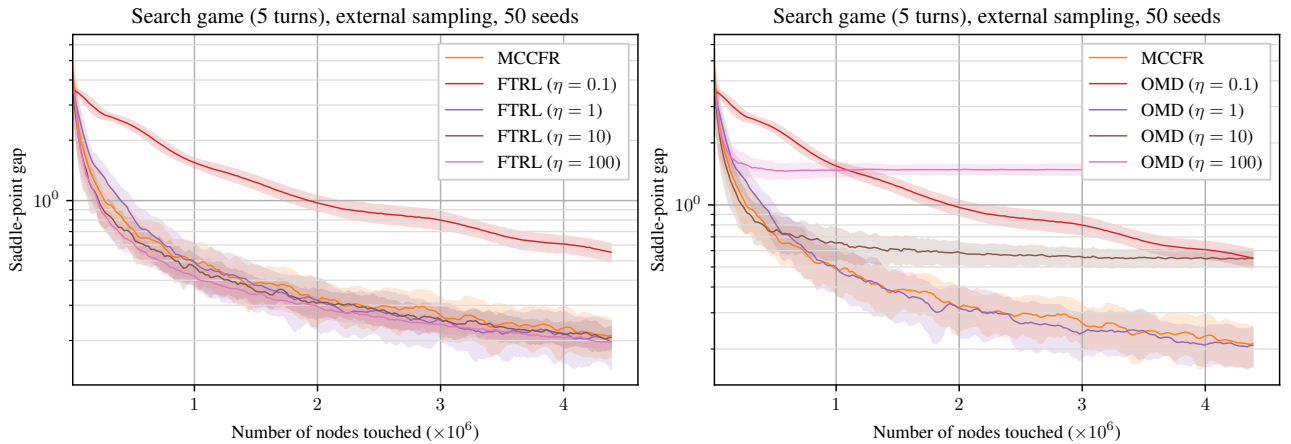 Search game (5 turns), external sampling, 50 seeds
MCCFR
FTRL (η = 0.1)
FTRL (η = 1)
FTRL (η = 10)
FTRL (η = 100)
Saddle-point gap
10⁰
1
2
3
4
Number of nodes touched (×10⁶)
Search game (5 turns), external sampling, 50 seeds
MCCFR
OMD (η = 0.1)
OMD (η = 1)
OMD (η = 10)
OMD (η = 100)
Saddle-point gap
10⁰
1
2
3
4
Number of nodes touched (×10⁶)